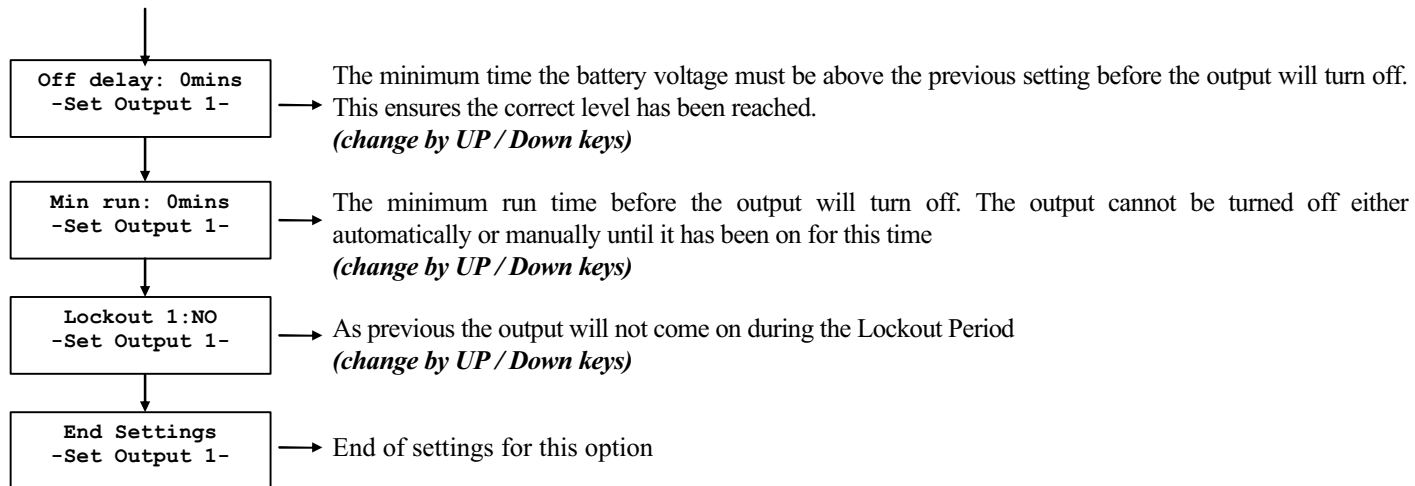 Off delay: 0mins
-Set Output 1-
The minimum time the battery voltage must be above the previous setting before the output will turn off.
This ensures the correct level has been reached.
(change by UP / Down keys)
Min run: 0mins
-Set Output 1-
The minimum run time before the output will turn off. The output cannot be turned off either
automatically or manually until it has been on for this time
(change by UP / Down keys)
Lockout 1:NO
-Set Output 1-
As previous the output will not come on during the Lockout Period
(change by UP / Down keys)
End Settings
-Set Output 1-
End of settings for this option